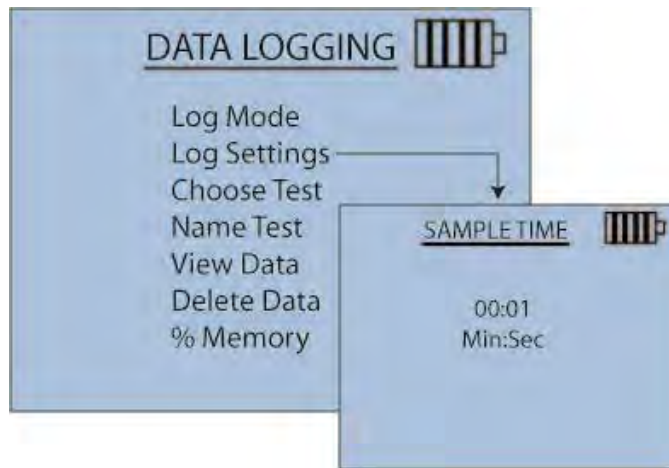 DATA LOGGING
Log Mode
Log Settings
Choose Test
Name Test
View Data
Delete Data
% Memory
SAMPLE TIME
00:01
Min:Sec